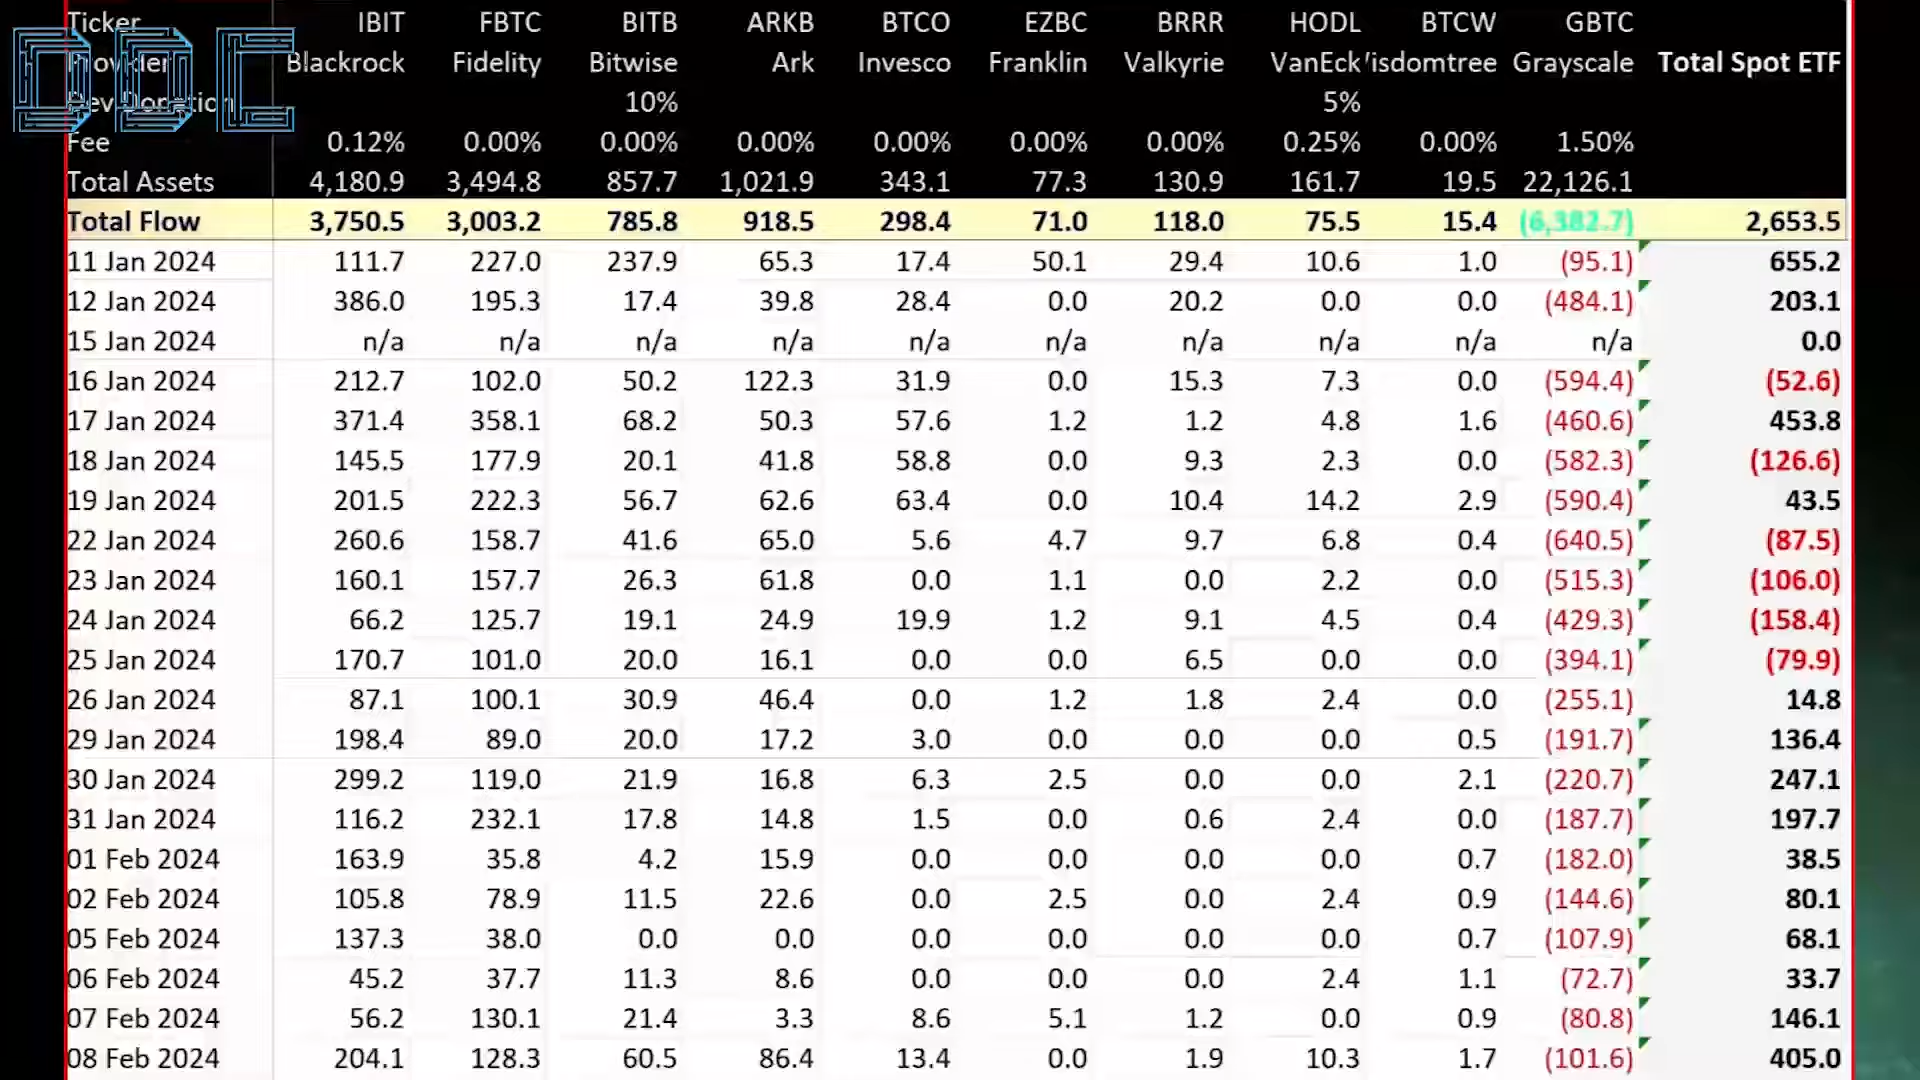 DDC
Ticker IBIT FBTC BITB ARKB BTCO EZBC BRRR HODL BTCW GBTC
Provider Blackrock Fidelity Bitwise Ark Invesco Franklin Valkyrie VanEck isdomtree Grayscale Total Spot ETF
Dev Donation 10% 5%
Fee 0.12% 0.00% 0.00% 0.00% 0.00% 0.00% 0.00% 0.25% 0.00% 1.50%
Total Assets 4,180.9 3,494.8 857.7 1,021.9 343.1 77.3 130.9 161.7 19.5 22,126.1
Total Flow 3,750.5 3,003.2 785.8 918.5 298.4 71.0 118.0 75.5 15.4 (6,382.7) 2,653.5
11 Jan 2024 111.7 227.0 237.9 65.3 17.4 50.1 29.4 10.6 1.0 (95.1) 655.2
12 Jan 2024 386.0 195.3 17.4 39.8 28.4 0.0 20.2 0.0 0.0 (484.1) 203.1
15 Jan 2024 n/a n/a n/a n/a n/a n/a n/a n/a n/a n/a 0.0
16 Jan 2024 212.7 102.0 50.2 122.3 31.9 0.0 15.3 7.3 0.0 (594.4) (52.6)
17 Jan 2024 371.4 358.1 68.2 50.3 57.6 1.2 1.2 4.8 1.6 (460.6) 453.8
18 Jan 2024 145.5 177.9 20.1 41.8 58.8 0.0 9.3 2.3 0.0 (582.3) (126.6)
19 Jan 2024 201.5 222.3 56.7 62.6 63.4 0.0 10.4 14.2 2.9 (590.4) 43.5
22 Jan 2024 260.6 158.7 41.6 65.0 5.6 4.7 9.7 6.8 0.4 (640.5) (87.5)
23 Jan 2024 160.1 157.7 26.3 61.8 0.0 1.1 0.0 2.2 0.0 (515.3) (106.0)
24 Jan 2024 66.2 125.7 19.1 24.9 19.9 1.2 9.1 4.5 0.4 (429.3) (158.4)
25 Jan 2024 170.7 101.0 20.0 16.1 0.0 0.0 6.5 0.0 0.0 (394.1) (79.9)
26 Jan 2024 87.1 100.1 30.9 46.4 0.0 1.2 1.8 2.4 0.0 (255.1) 14.8
29 Jan 2024 198.4 89.0 20.0 17.2 3.0 0.0 0.0 0.0 0.5 (191.7) 136.4
30 Jan 2024 299.2 119.0 21.9 16.8 6.3 2.5 0.0 0.0 2.1 (220.7) 247.1
31 Jan 2024 116.2 232.1 17.8 14.8 1.5 0.0 0.6 2.4 0.0 (187.7) 197.7
01 Feb 2024 163.9 35.8 4.2 15.9 0.0 0.0 0.0 0.0 0.7 (182.0) 38.5
02 Feb 2024 105.8 78.9 11.5 22.6 0.0 2.5 0.0 2.4 0.9 (144.6) 80.1
05 Feb 2024 137.3 38.0 0.0 0.0 0.0 0.0 0.0 0.0 0.7 (107.9) 68.1
06 Feb 2024 45.2 37.7 11.3 8.6 0.0 0.0 0.0 2.4 1.1 (72.7) 33.7
07 Feb 2024 56.2 130.1 21.4 3.3 8.6 5.1 1.2 0.0 0.9 (80.8) 146.1
08 Feb 2024 204.1 128.3 60.5 86.4 13.4 0.0 1.9 10.3 1.7 (101.6) 405.0